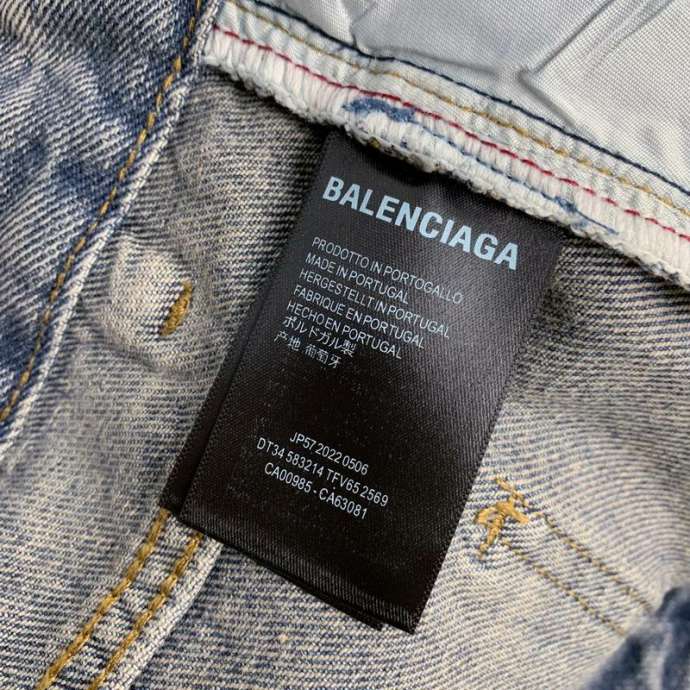 BALENCIAGA
PRODOTTO IN PORTOGALLO
MADE IN PORTUGAL
HERGESTELLT IN PORTUGAL
FABRIQUE EN PORTUGAL
HECHO EN PORTUGAL
ポルドガル製
产地 葡萄牙
JP57 2022 0506
DT34 583214 TFV65 2569
CA00985 - CA63081